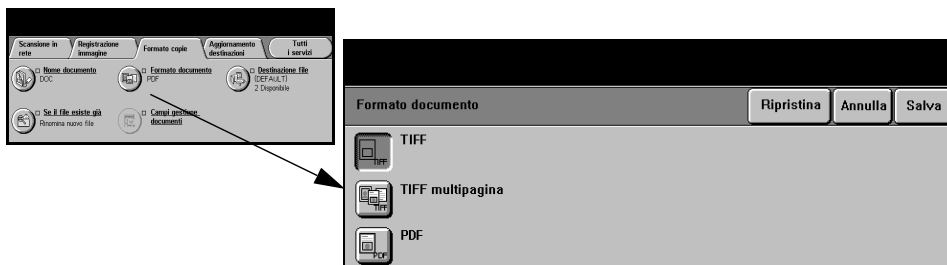 Scansione in rete
Registrazione immagine
Formato copie
Aggiornamento destinazioni
Tutti i servizi
Nome documento
DOC
Formato documento
PDF
Destinazione file
(DEFAULT)
2 Disponibile
Se il file esiste già
Rinomina nuovo file
Campi gestione
documenti
Formato documento
Ripristina
Annulla
Salva
TIFF
TIFF
TIFF multipagina
TIFF
PDF
PDF